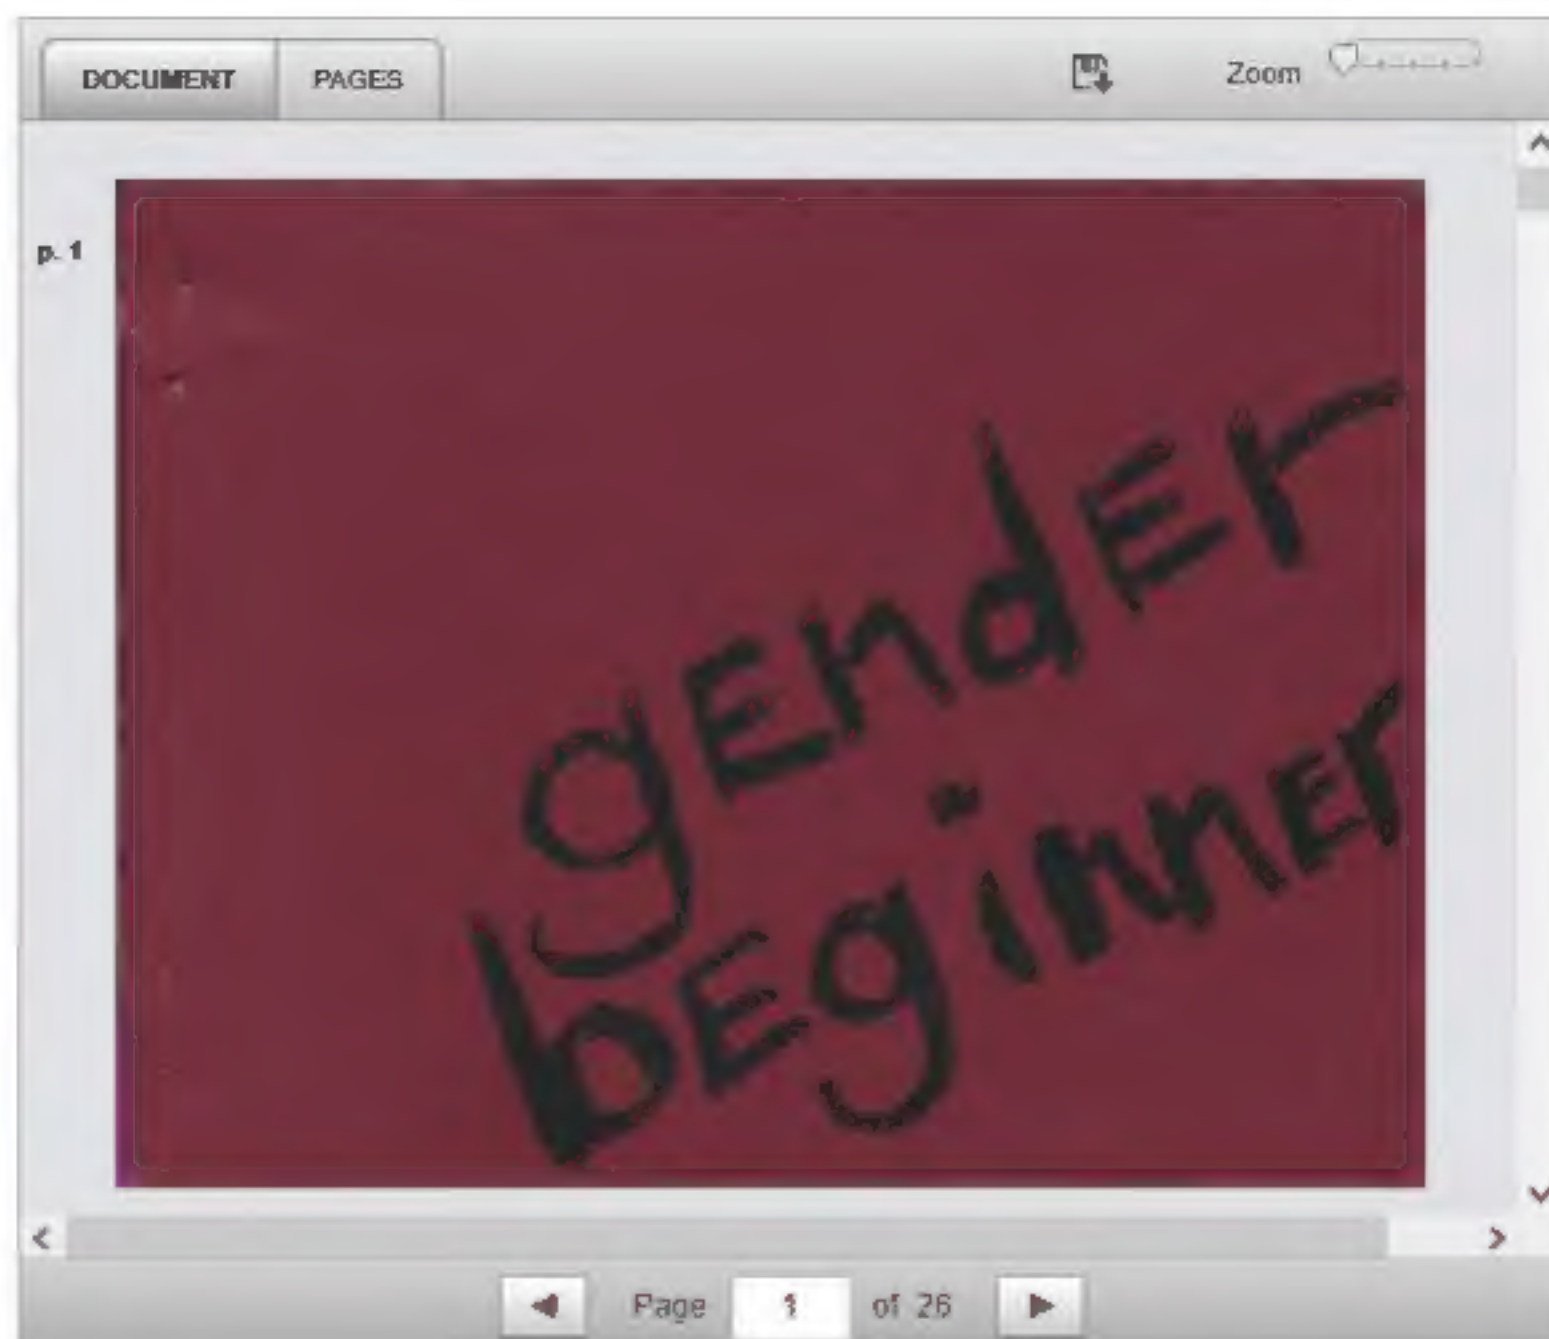 DOCUMENT PAGES Zoom
p. 1
gender
beginner
Page 1 of 26